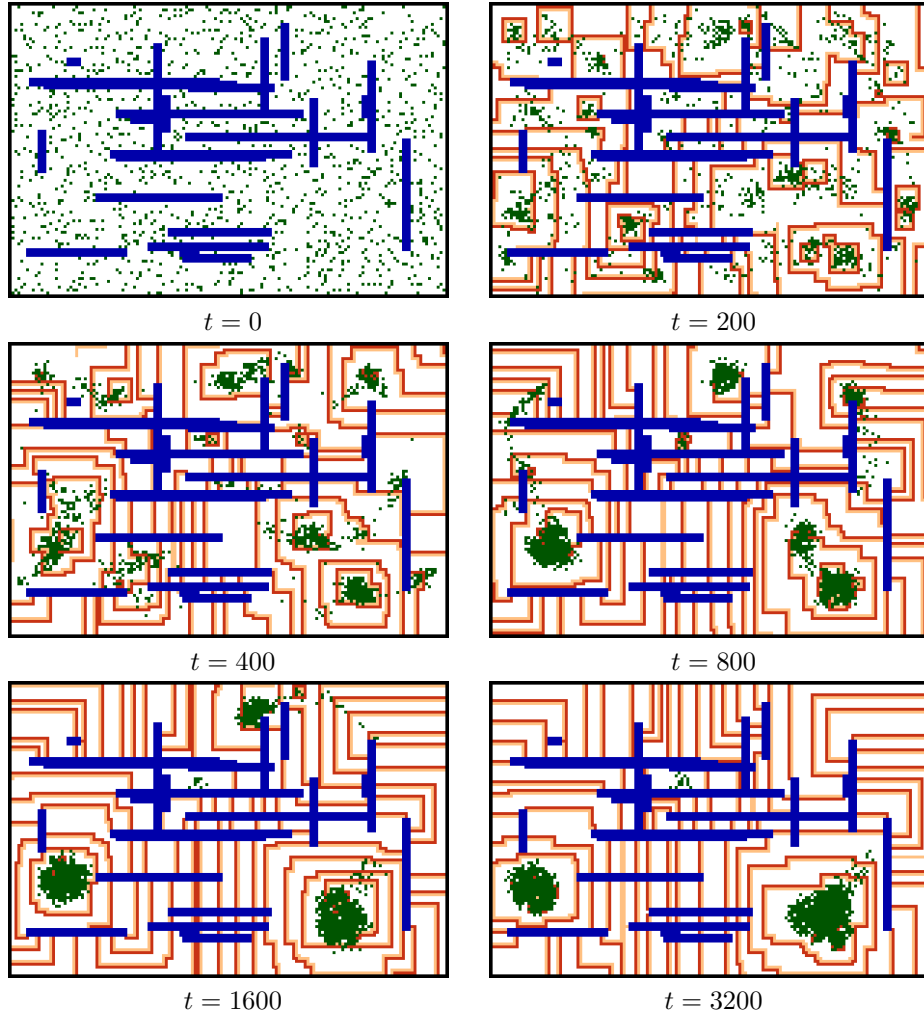 t = 0
t = 200
t = 400
t = 800
t = 1600
t = 3200